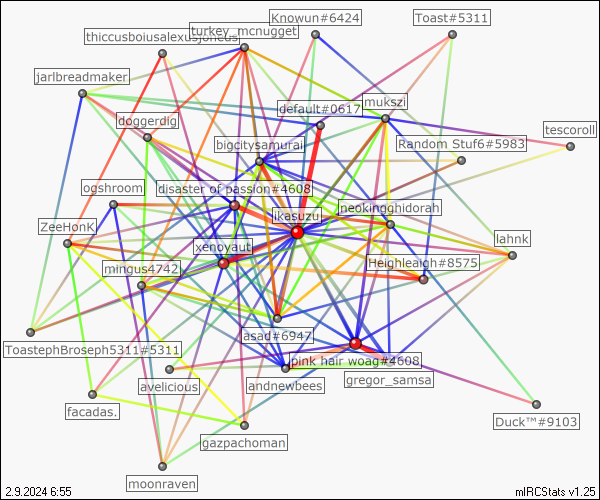 Knowun#6424
Toast#5311
turkey_mcnugget
jarlbreadmaker
default#0617
mukszi
doggerdig
tescoroll
bigcitysamurai
Random Stuf6#5983
ogshroom
disaster of passion#4608
likasuzu
neokingghidorah
ZeeHonK
xenoyaut
lahnk
mingus4742
Heighleaigh#8575
asad#6947
ToastephBroseph5311#5311
pink hair woag#4608
gregor_samsa
avelicious
andnewbees
facadas.
Duck™#9103
gazpachoman
moonraven
2.9.2024 6:55
mIRCStats v1.25